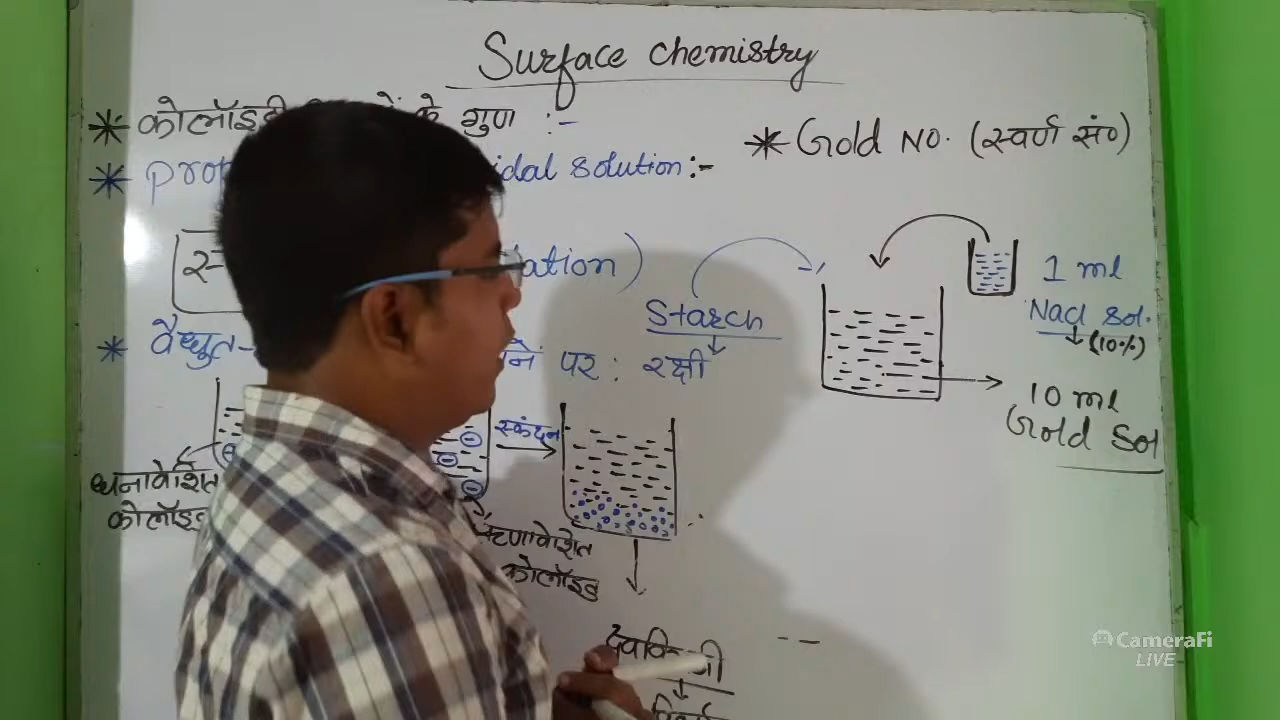 Surface chemistry
* कोलॉइडी के गुण :-
* prop idal solution :-
* Gold No. (स्वर्ण सं०)
ation)
1 ml
Nacl sol.
(10%)
Starch
रक्षी
10 ml
Gold Sol
* वैधुत- पर :
स्कंदन
धनावेशित
कोलॉइड
ऋणावेशित
कोलॉइड
CameraFi
LIVE